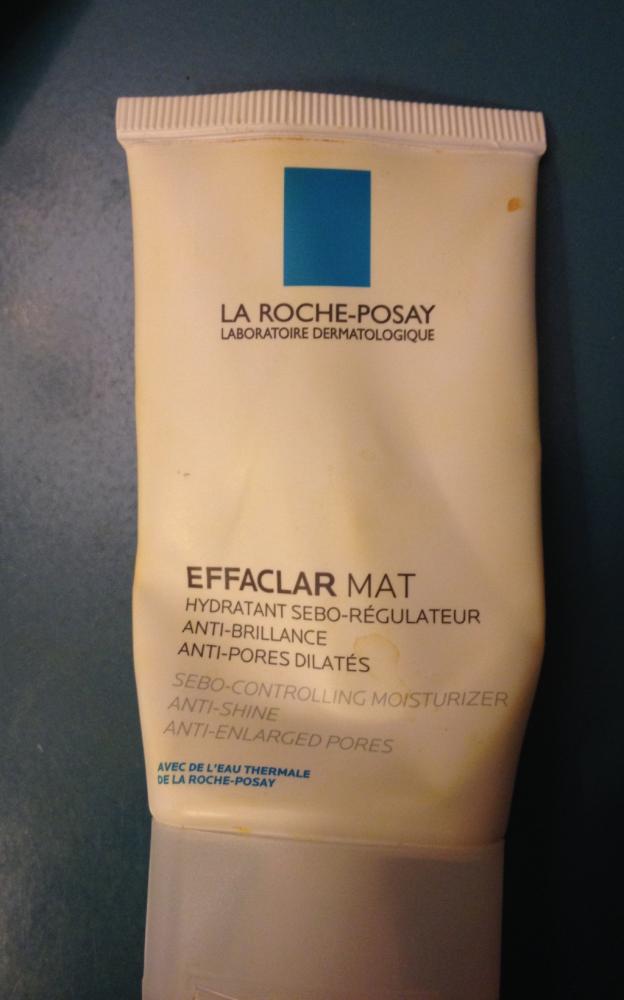 LA ROCHE-POSAY
LABORATOIRE DERMATOLOGIQUE
EFFACLAR MAT
HYDRATANT SEBO-RÉGULATEUR
ANTI-BRILLANCE
ANTI-PORES DILATÉS
SEBO-CONTROLLING MOISTURIZER
ANTI-SHINE
ANTI-ENLARGED PORES
AVEC DE L'EAU THERMALE
DE LA ROCHE-POSAY